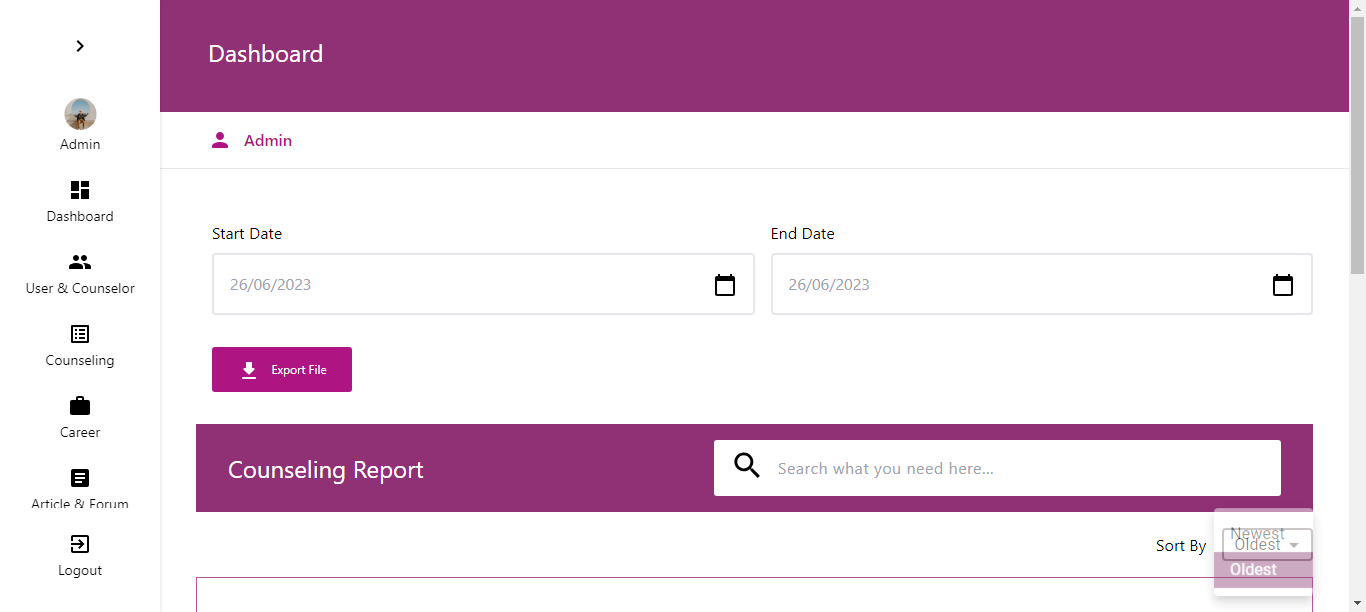 Dashboard
Admin
Admin
Dashboard
User & Counselor
Counseling
Career
Article & Forum
Logout
Start Date
End Date
26/06/2023
26/06/2023
Export File
Counseling Report
Search what you need here...
Sort By
Newest
Oldest
Oldest